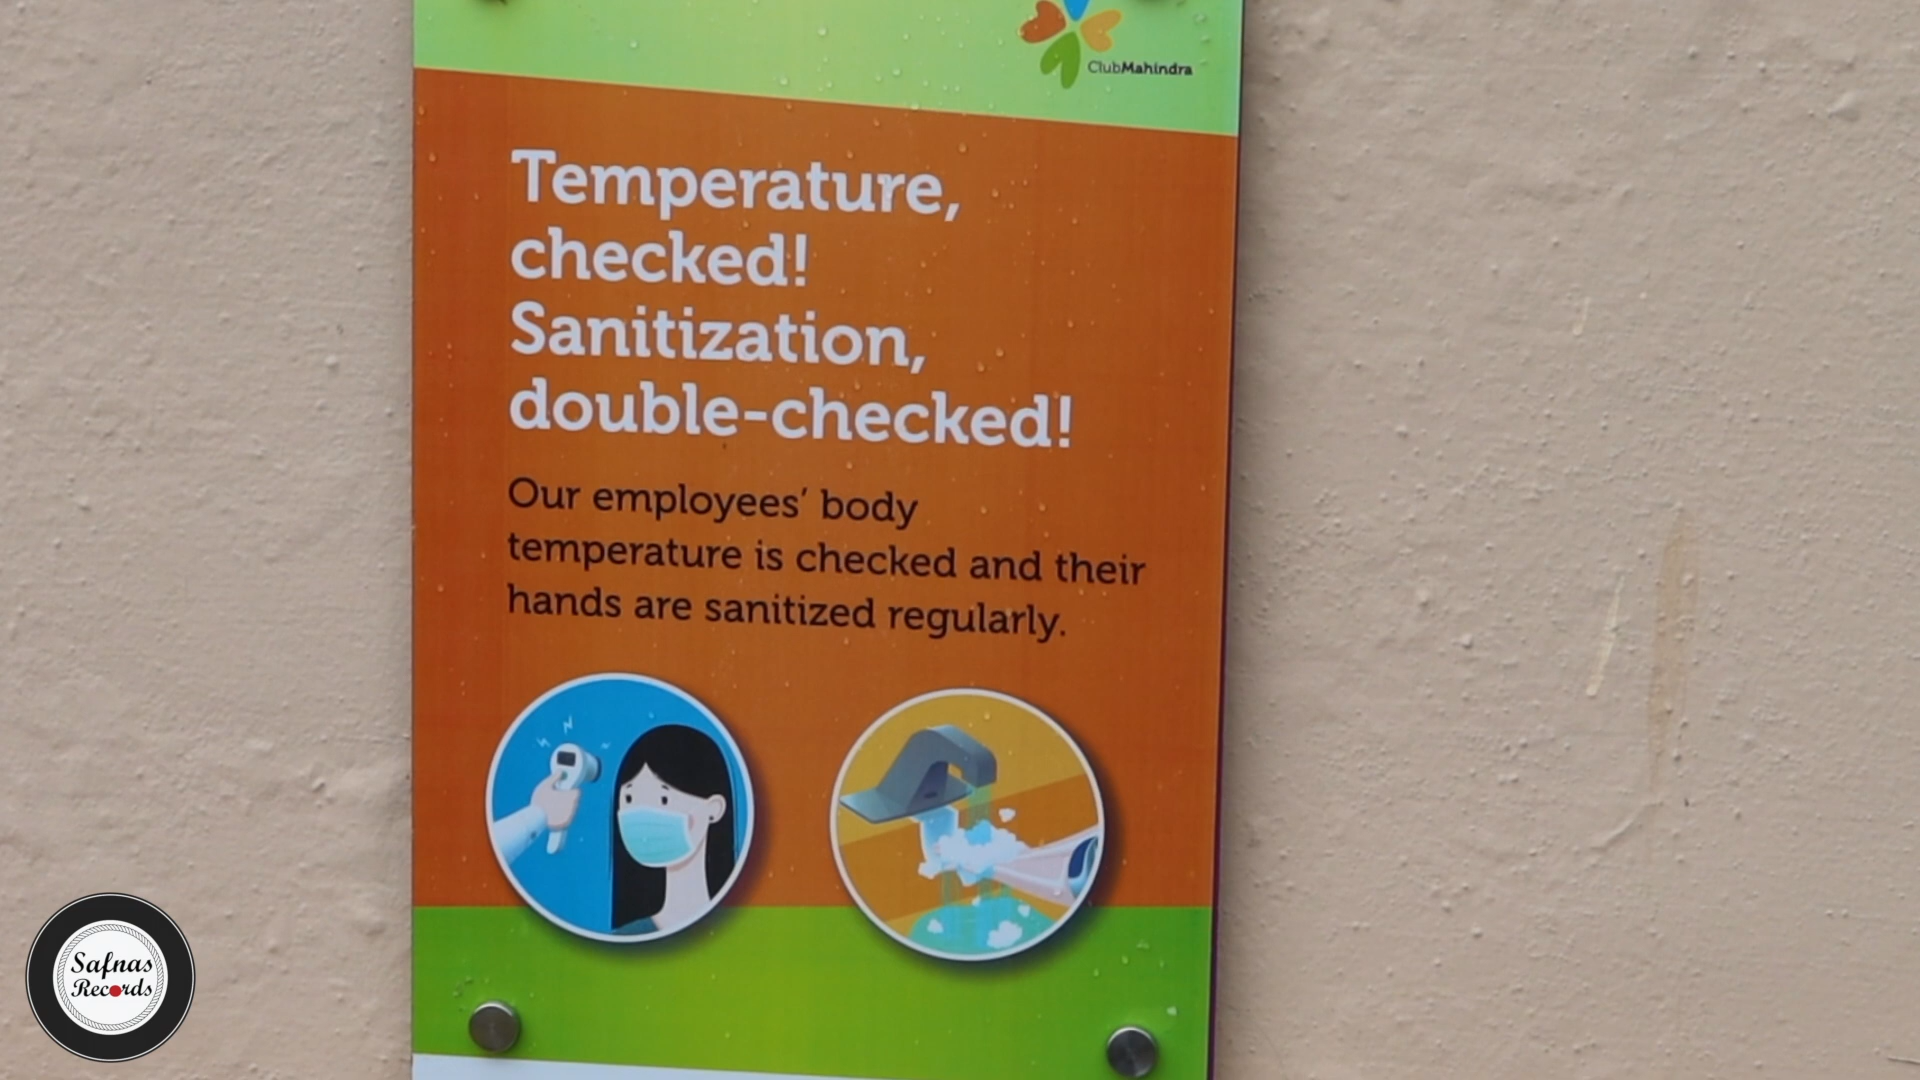 ClubMahindra
Temperature,
checked!
Sanitization,
double-checked!
Our employees' body
temperature is checked and their
hands are sanitized regularly.
Safnas
Records